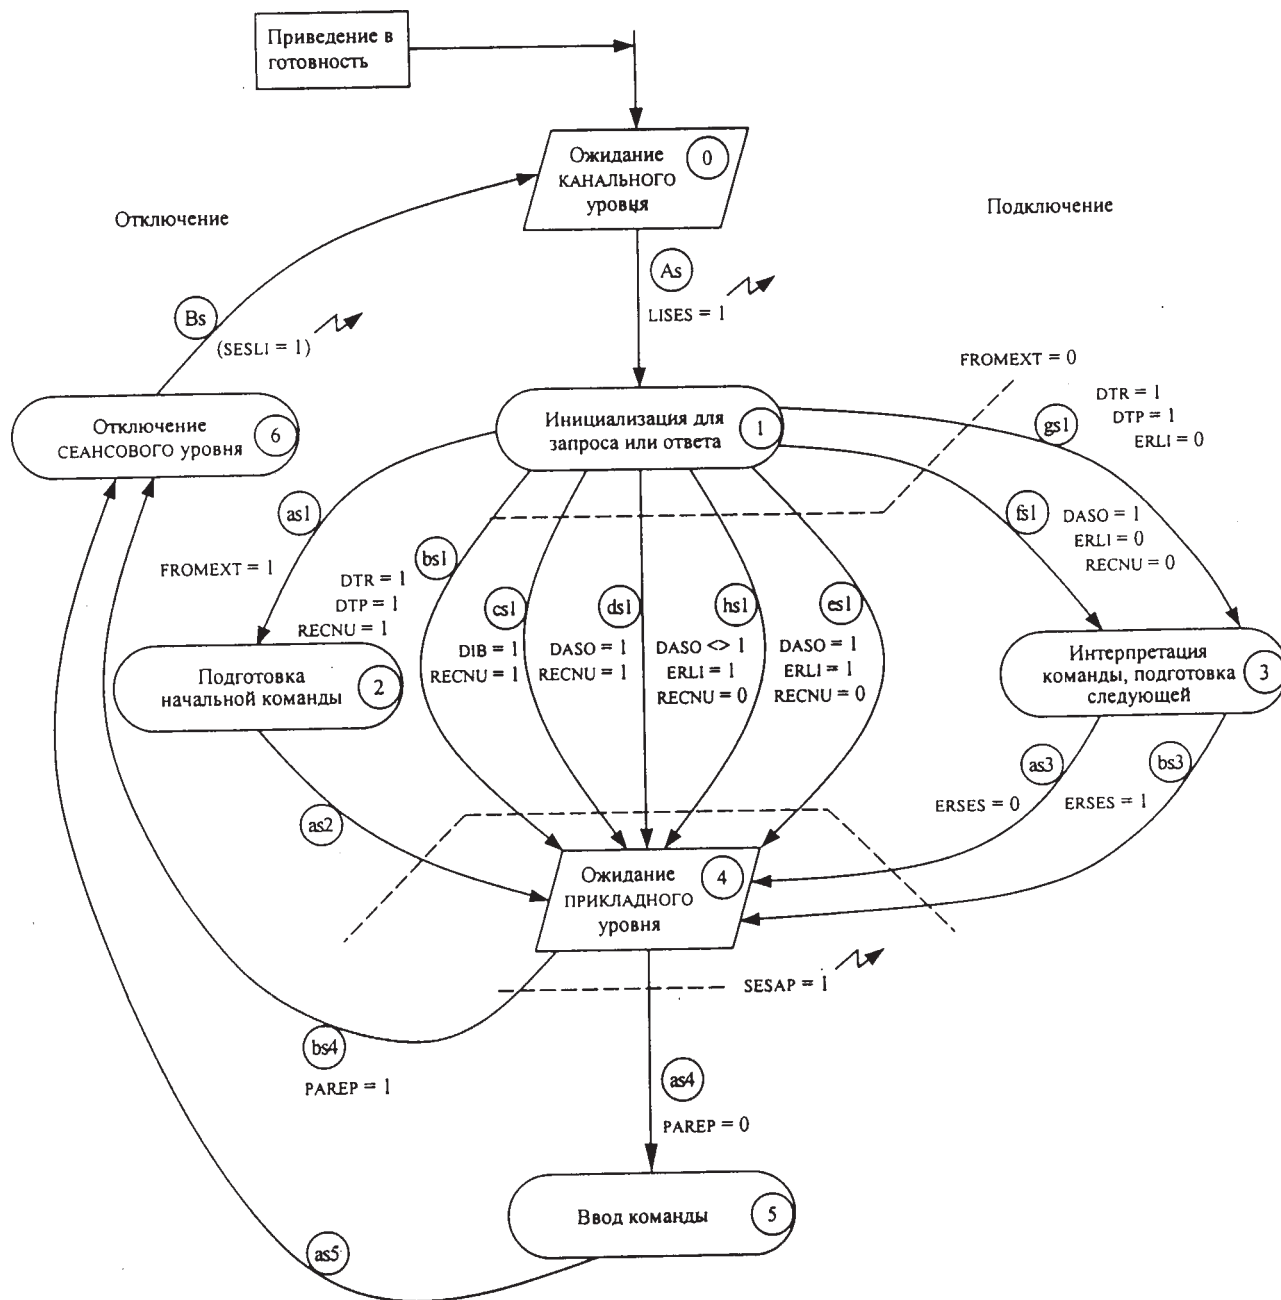 Приведение в
готовность
Ожидание
КАНАЛЬНОГО
уровня
0
Отключение
Подключение
As
LISES = 1
Bs
(SESLI = 1)
FROMEXT = 0
DTR = 1
DTP = 1
ERLI = 0
gs1
Отключение
СЕАНСОВОГО уровня
6
Инициализация для
запроса или ответа
1
as1
FROMEXT = 1
bs1
DTR = 1
DTP = 1
RECNU = 1
cs1
DIB = 1
RECNU = 1
ds1
DASO = 1
RECNU = 1
hs1
DASO <> 1
ERLI = 1
RECNU = 0
es1
DASO = 1
ERLI = 1
RECNU = 0
fs1
DASO = 1
ERLI = 0
RECNU = 0
Подготовка
начальной команды
2
Интерпретация
команды, подготовка
следующей
3
as2
as3
ERSES = 0
bs3
ERSES = 1
Ожидание
ПРИКЛАДНОГО
уровня
4
SESAP = 1
bs4
PAREP = 1
as4
PAREP = 0
Ввод команды
5
as5